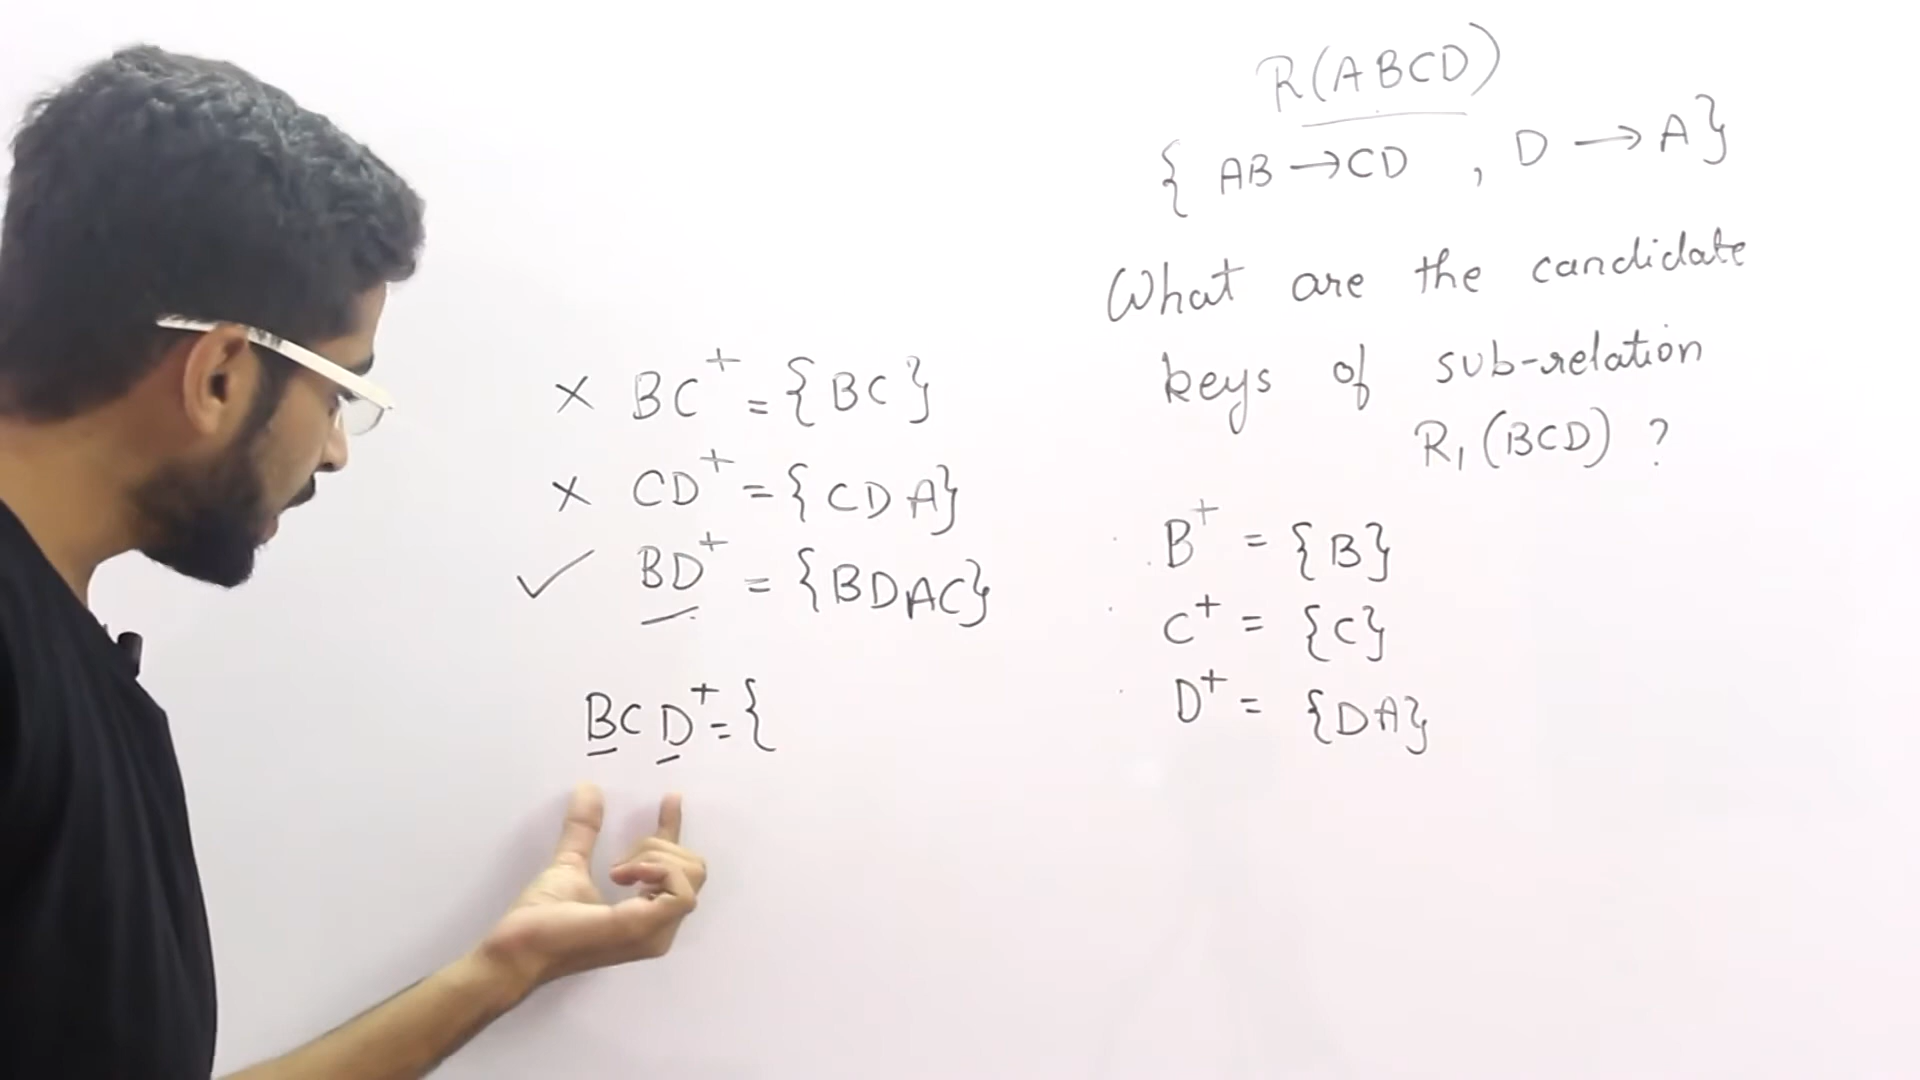 R(ABCD)
{ AB → CD , D → A}
What are the candidate
keys of sub-relation
R₁ (BCD) ?
B⁺ = {B}
C⁺ = {C}
D⁺ = {DA}
× BC⁺ = {BC}
× CD⁺ = {CDA}
✓ BD⁺ = {BDAC}
BCD⁺ = {